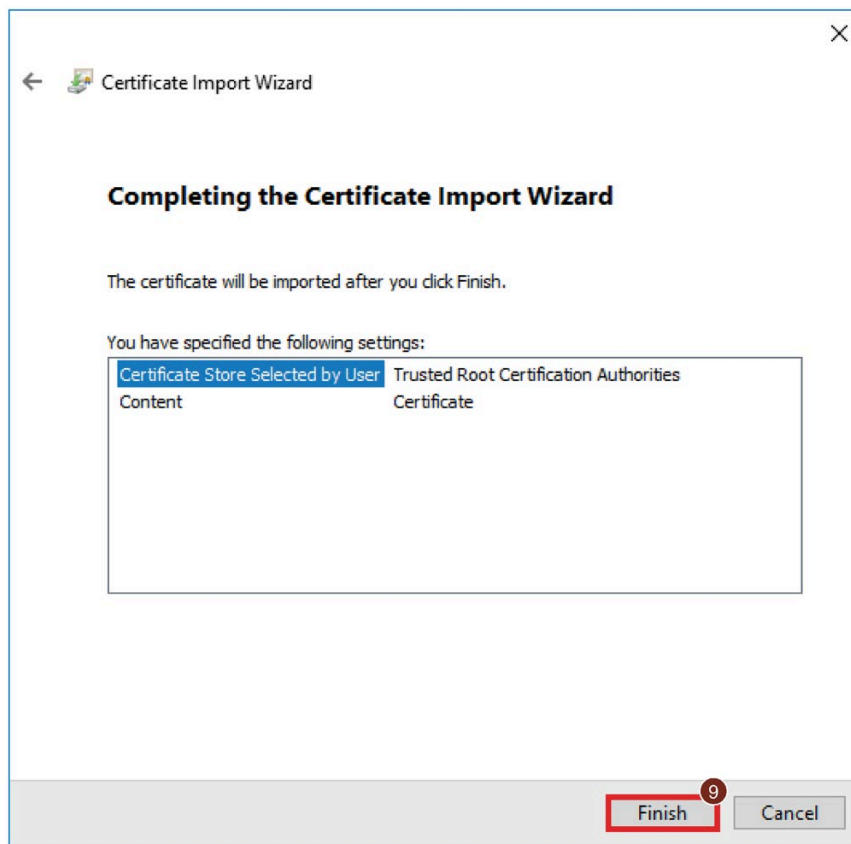 Certificate Import Wizard
Completing the Certificate Import Wizard
The certificate will be imported after you click Finish.
You have specified the following settings:
Certificate Store Selected by User Trusted Root Certification Authorities
Content Certificate
9
Finish Cancel